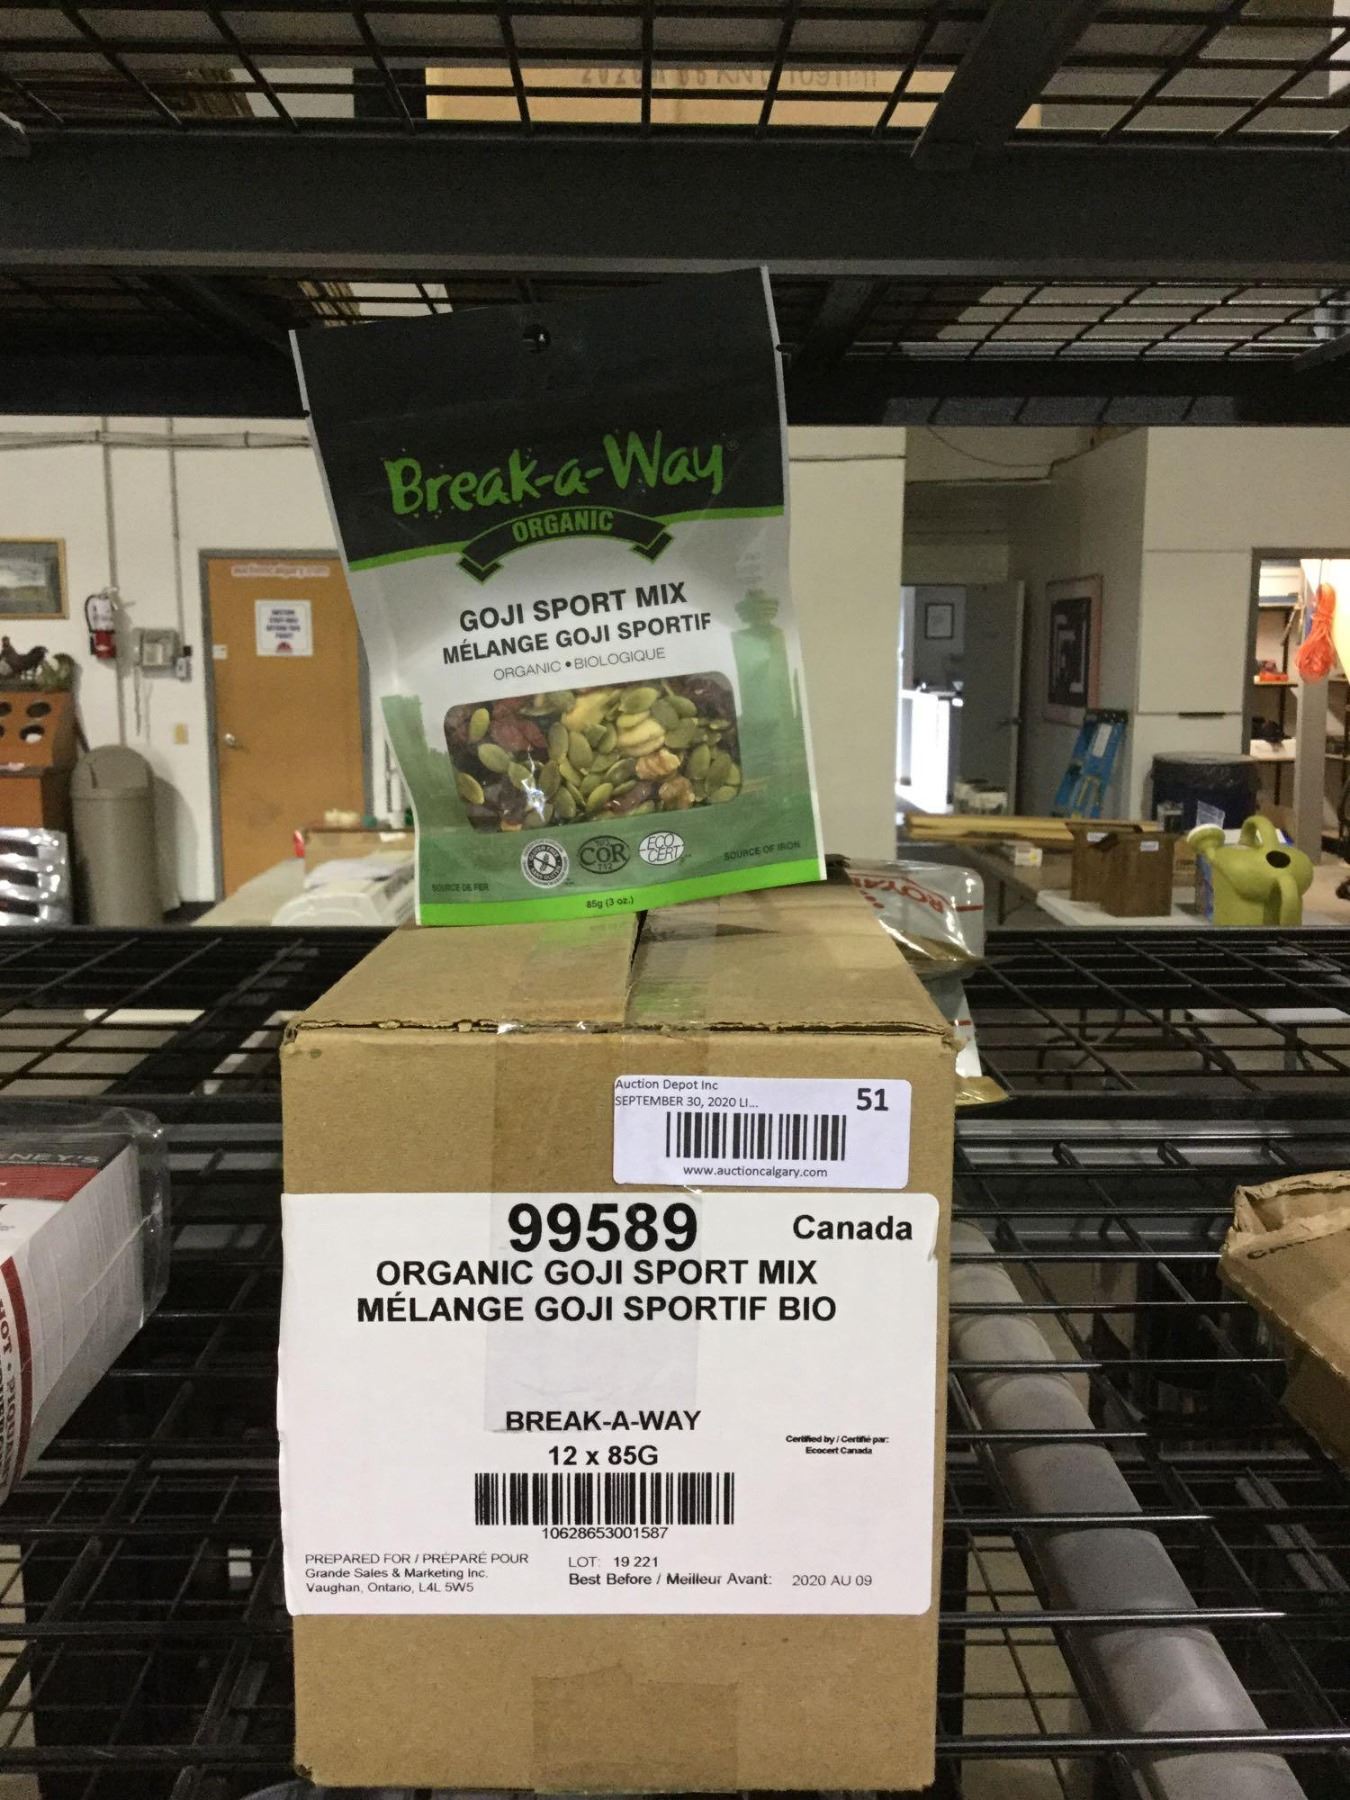 Break-a-Way®
ORGANIC
GOJI SPORT MIX
MÉLANGE GOJI SPORTIF
ORGANIC • BIOLOGIQUE
COR
ECO
CERT
SOURCE DE FER
SOURCE OF IRON
85g (3 oz.)
Auction Depot Inc
SEPTEMBER 30, 2020 LI...
51
www.auctioncalgary.com
99589
Canada
ORGANIC GOJI SPORT MIX
MÉLANGE GOJI SPORTIF BIO
BREAK-A-WAY
12 x 85G
Certified by / Certifié par:
Ecocert Canada
10628653001587
PREPARED FOR / PRÉPARÉ POUR
Grande Sales & Marketing Inc.
Vaughan, Ontario, L4L 5W5
LOT: 19 221
Best Before / Meilleur Avant: 2020 AU 09